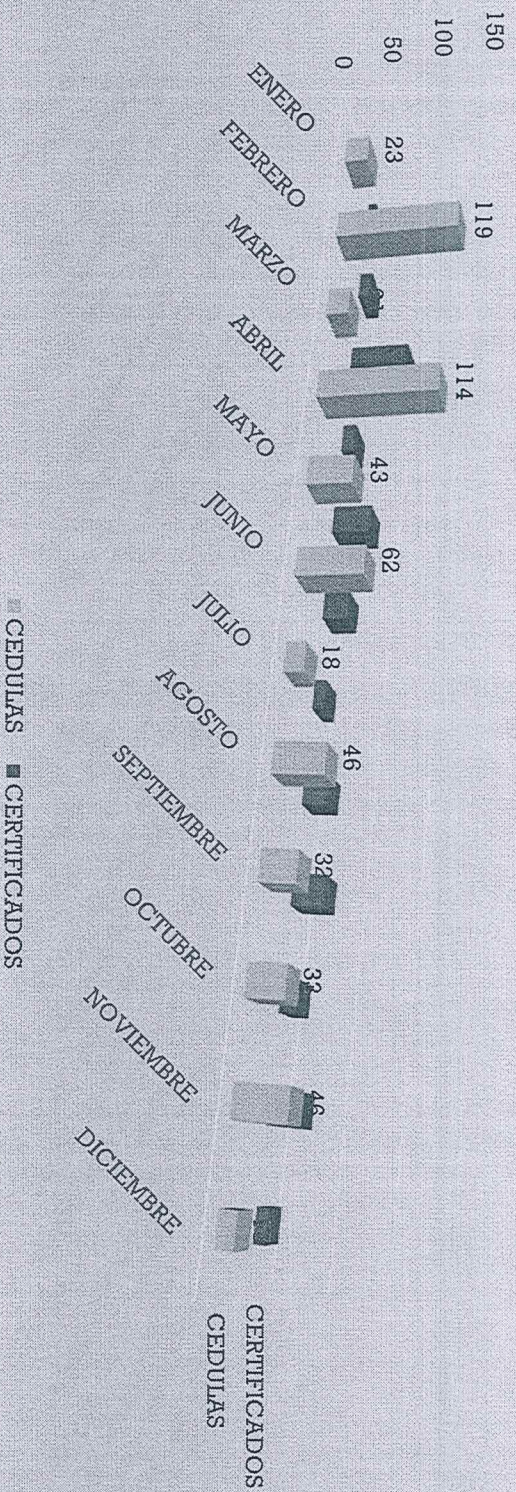 150
100
50
0
23
119
114
43
62
18
46
32
46
ENERO
FEBRERO
MARZO
ABRIL
MAYO
JUNIO
JULIO
AGOSTO
SEPTIEMBRE
OCTUBRE
NOVIEMBRE
DICIEMBRE
CERTIFICADOS
CEDULAS
CEDULAS CERTIFICADOS